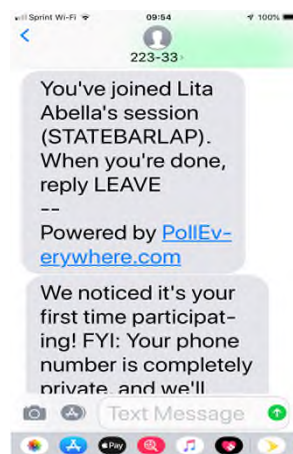 Sprint Wi-Fi 09:54 100%
223-33
You've joined Lita
Abella's session
(STATEBARLAP).
When you're done,
reply LEAVE
--
Powered by PollEv-
erywhere.com
We noticed it's your
first time participat-
ing! FYI: Your phone
number is completely
private, and we'll
Text Message
Pay